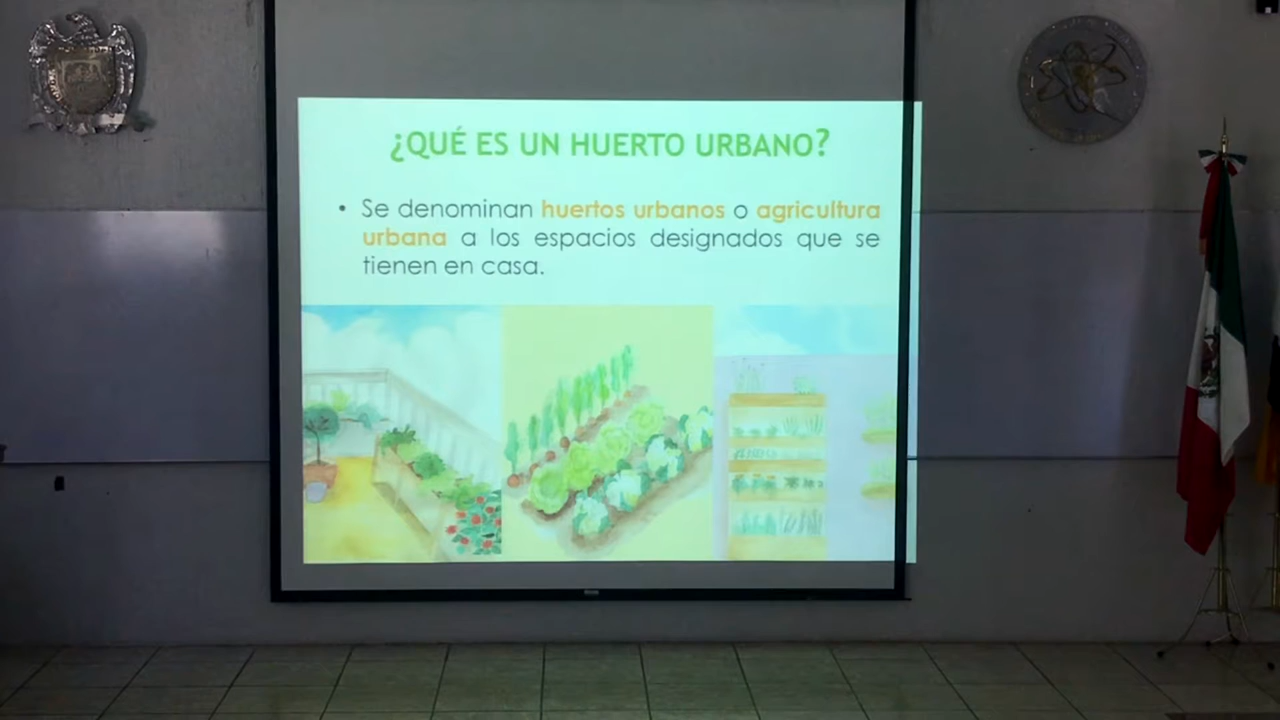 ¿QUÉ ES UN HUERTO URBANO?
• Se denominan huertos urbanos o agricultura
urbana a los espacios designados que se
tienen en casa.